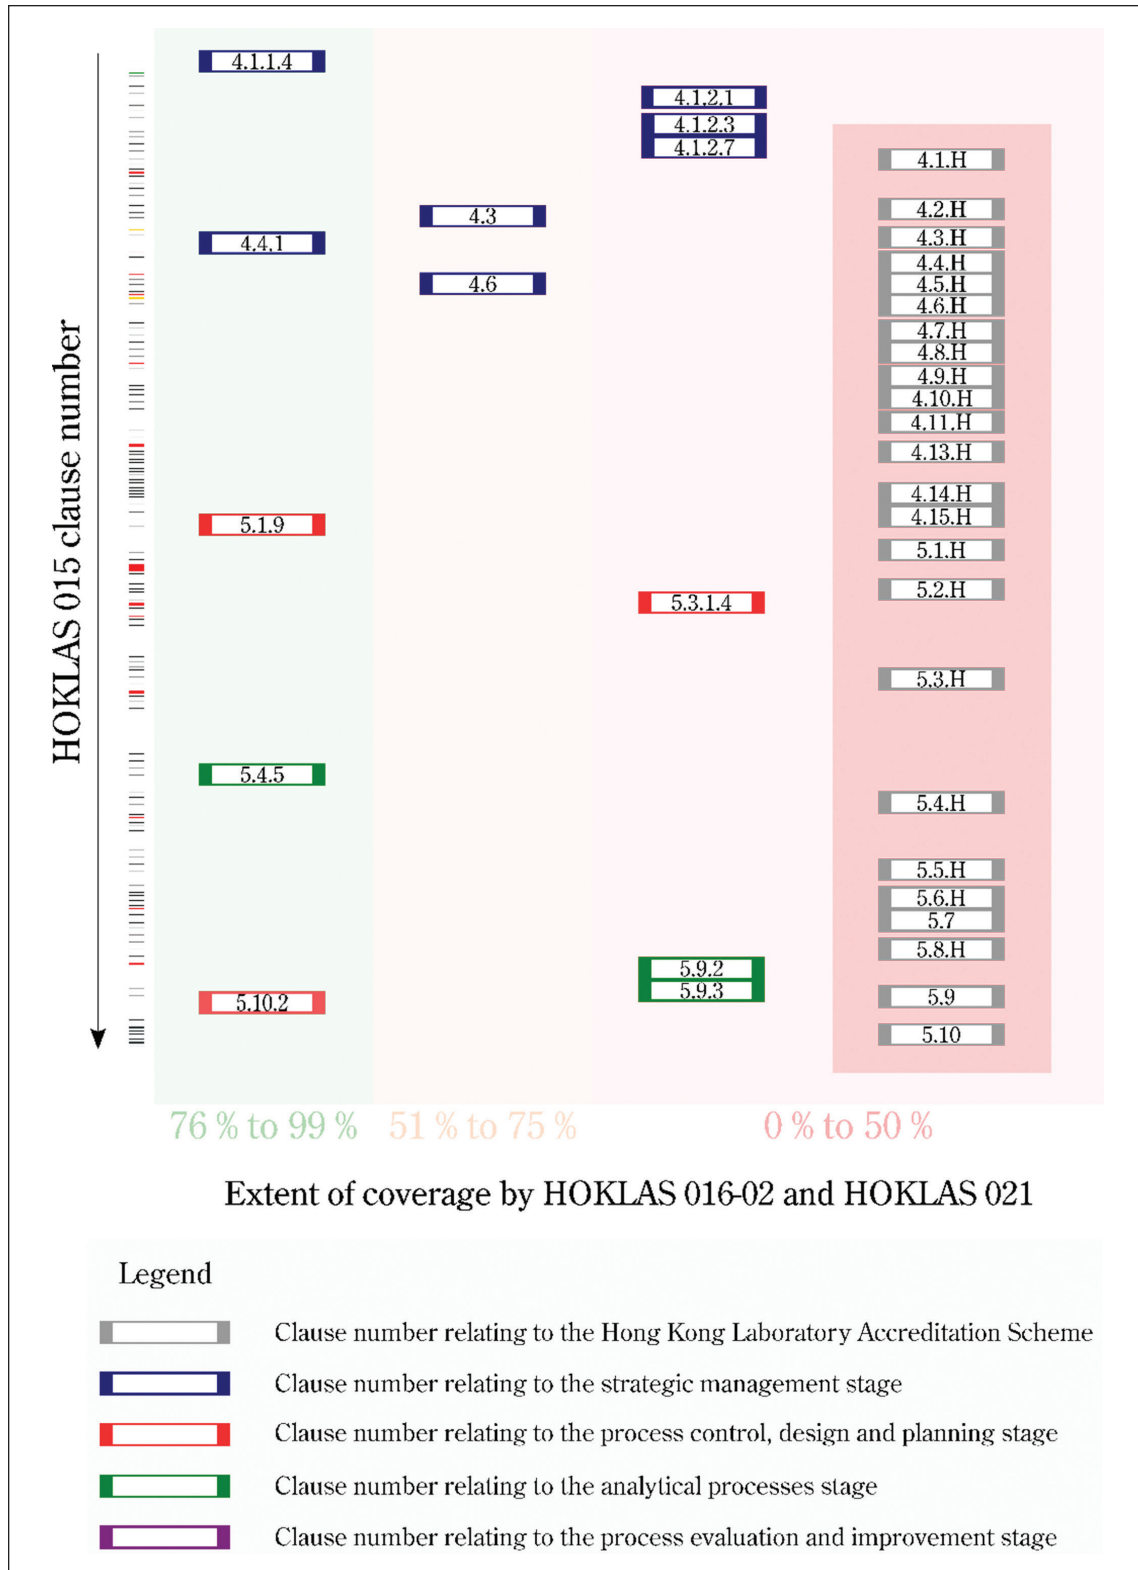 HOKLAS 015 clause number
4.1.1.4
4.4.1
5.1.9
5.4.5
5.10.2
4.3
4.6
4.1.2.1
4.1.2.3
4.1.2.7
5.3.1.4
5.9.2
5.9.3
4.1.H
4.2.H
4.3.H
4.4.H
4.5.H
4.6.H
4.7.H
4.8.H
4.9.H
4.10.H
4.11.H
4.13.H
4.14.H
4.15.H
5.1.H
5.2.H
5.3.H
5.4.H
5.5.H
5.6.H
5.7
5.8.H
5.9
5.10
76 % to 99 %
51 % to 75 %
0 % to 50 %
Extent of coverage by HOKLAS 016-02 and HOKLAS 021
Legend
Clause number relating to the Hong Kong Laboratory Accreditation Scheme
Clause number relating to the strategic management stage
Clause number relating to the process control, design and planning stage
Clause number relating to the analytical processes stage
Clause number relating to the process evaluation and improvement stage